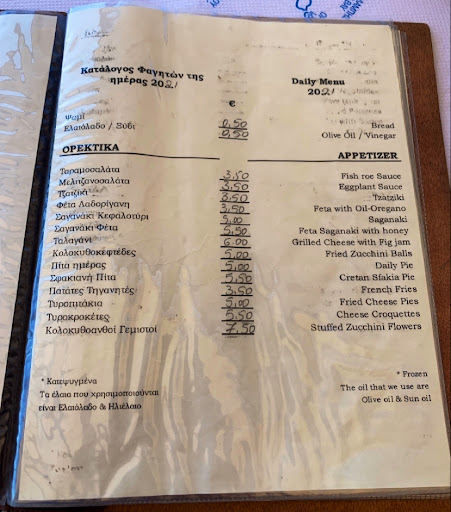 Κατάλογος Φαγητών της Daily Menu
ημέρας 2021 2021
€
Ψωμί 0,50 Bread
Ελαιόλαδο / Ξύδι 0,50 Olive Oil / Vinegar
ΟΡΕΚΤΙΚΑ APPETIZER
Ταραμοσαλάτα 3,50 Fish roe Sauce
Μελιτζανοσαλάτα 3,50 Eggplant Sauce
Τζατζίκι 3,50 Tzatziki
Φέτα Λαδορίγανη 3,50 Feta with Oil-Oregano
Σαγανάκι Κεφαλοτύρι 5,00 Saganaki
Σαγανάκι Φέτα 5,50 Feta Saganaki with honey
Ταλαγάνι 6,00 Grilled Cheese with Fig jam
Κολοκυθοκεφτέδες 5,00 Fried Zucchini Balls
Πίτα ημέρας 5,00 Daily Pie
Σφακιανή Πίτα 5,00 Cretan Sfakia Pie
Πατάτες Τηγανητές 3,50 French Fries
Τυροπιτάκια 5,00 Fried Cheese Pies
Τυροκροκέτες 5,50 Cheese Croquettes
Κολοκυθοανθοί Γεμιστοί 7,50 Stuffed Zucchini Flowers
* Κατεψυγμένα * Frozen
Τα έλαια που χρησιμοποιούνται The oil that we use are
είναι Ελαιόλαδο & Ηλιέλαιο Olive oil & Sun oil